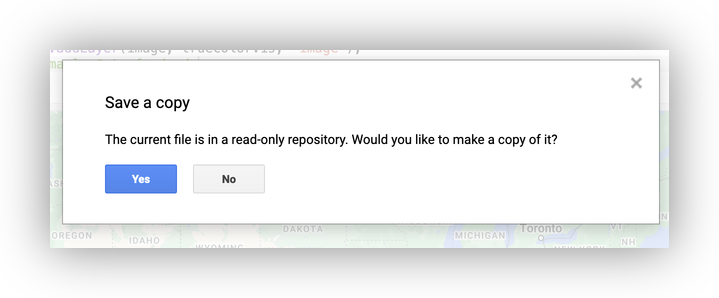 Save a copy
The current file is in a read-only repository. Would you like to make a copy of it?
Yes
No
OREGON
IDAHO
WYOMING
DAKOTA
MICHIGAN
Toronto
NH